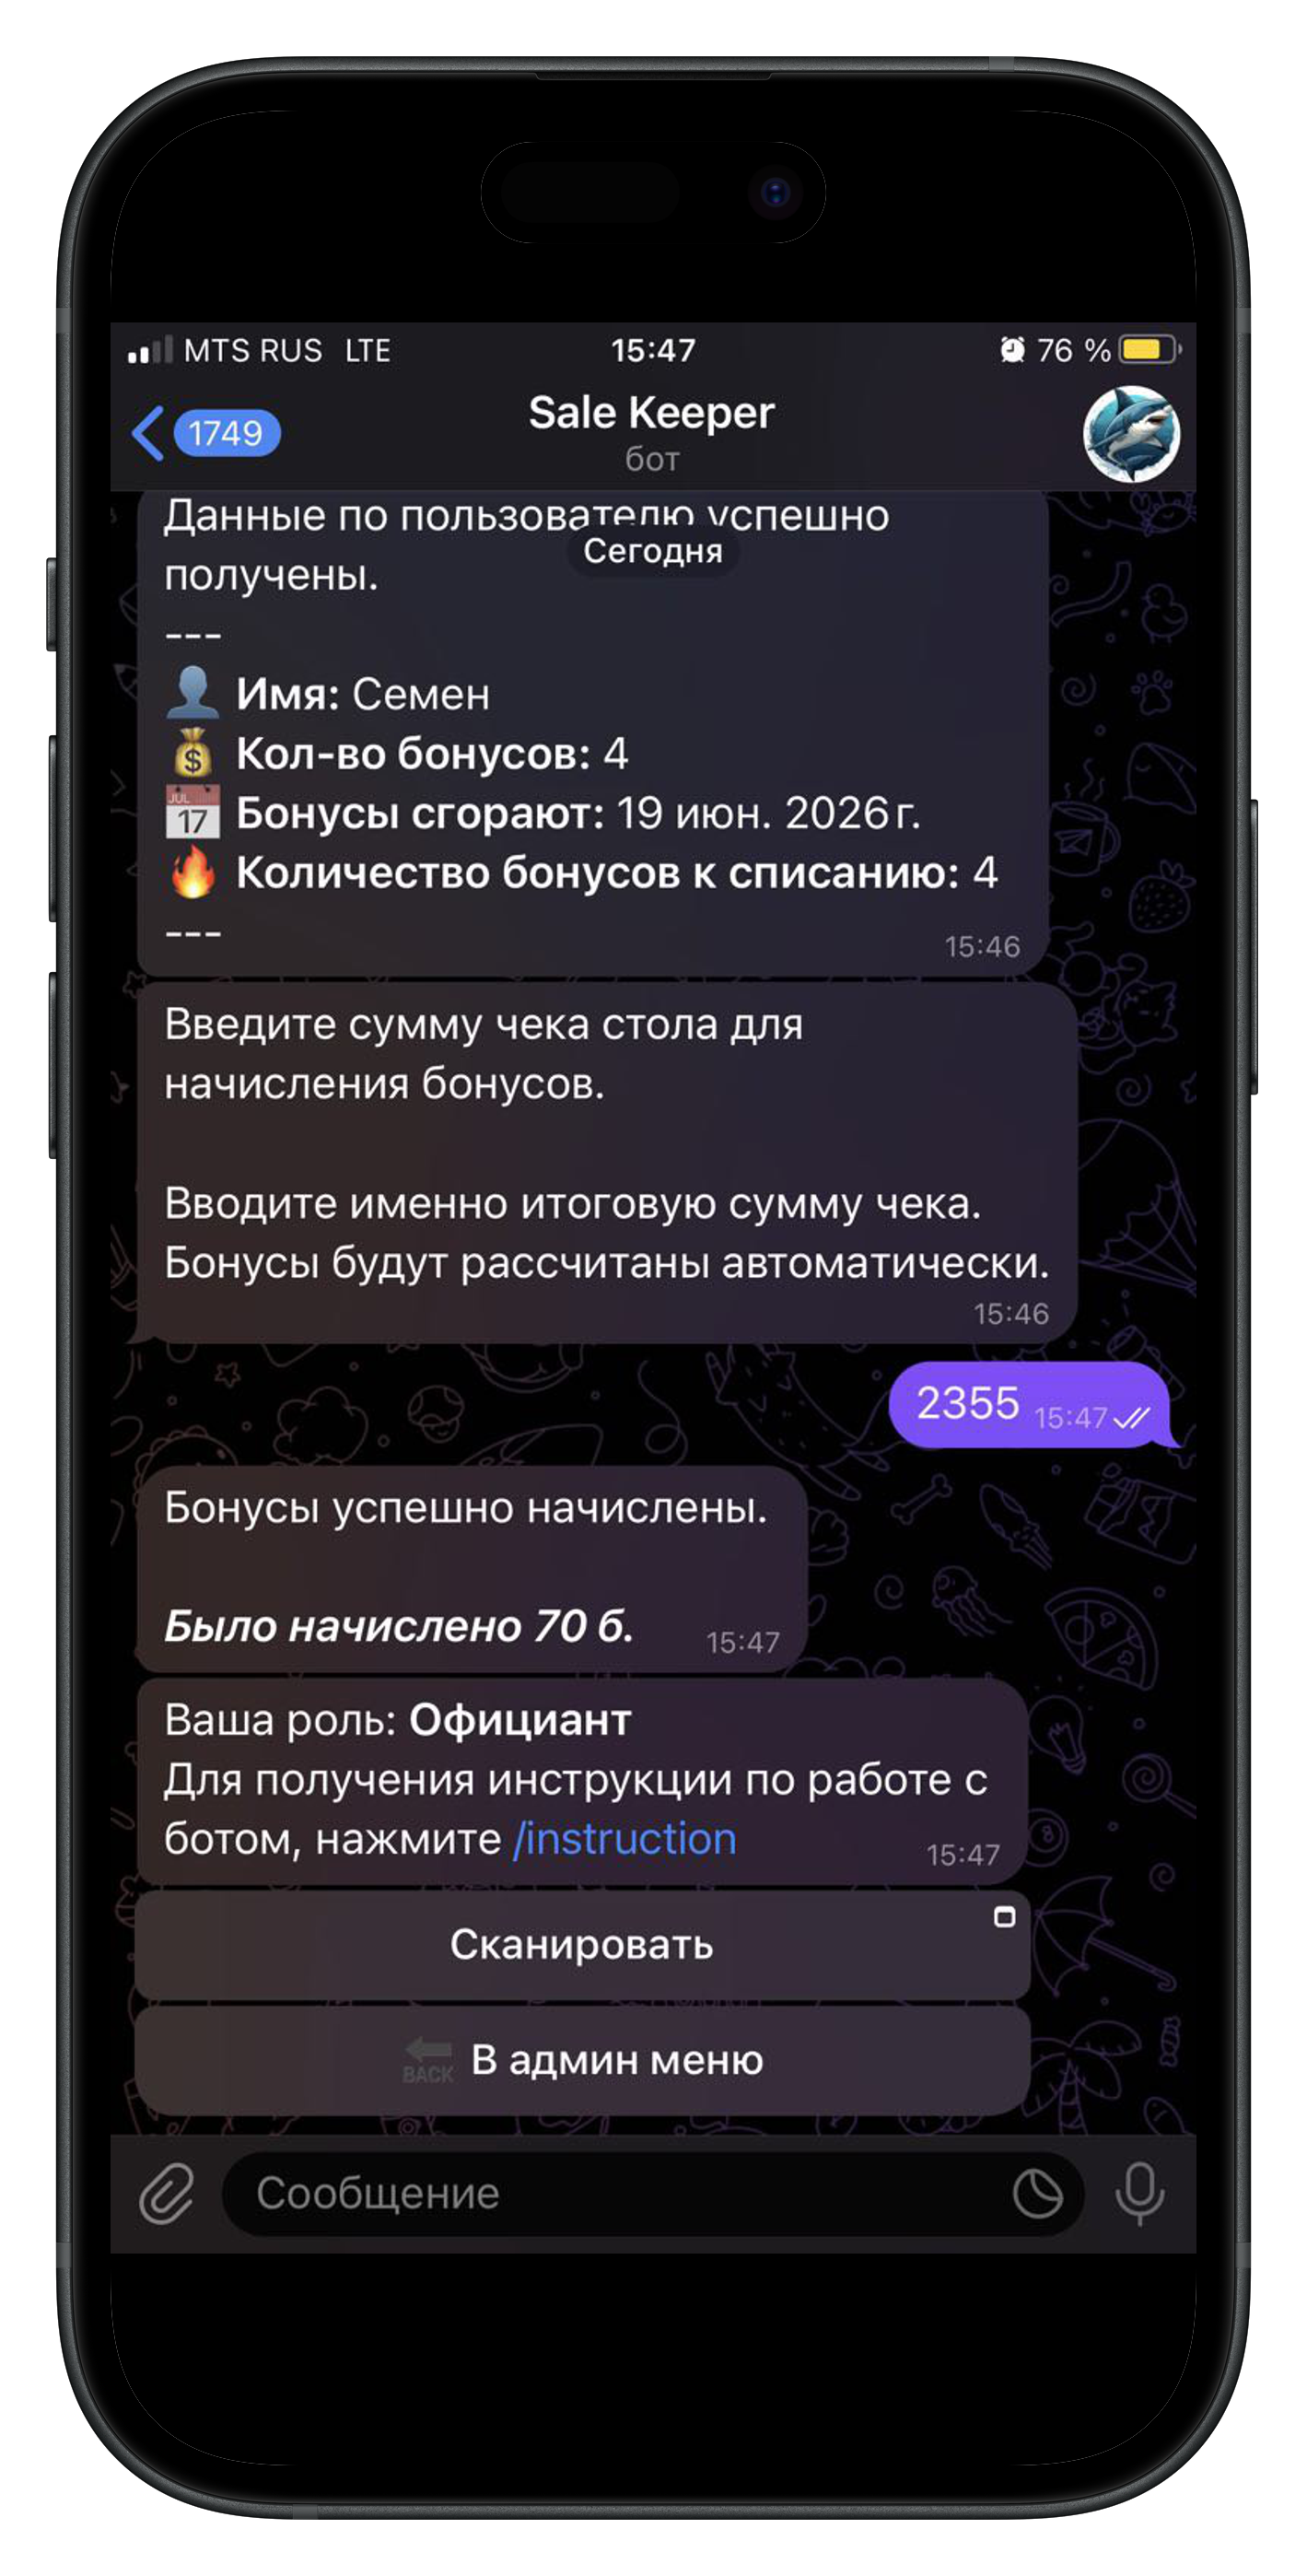 MTS RUS LTE 15:47 76 %
1749 Sale Keeper
бот
Данные по пользователю успешно
Сегодня
получены.
---
JUL 17
Имя: Семен
Кол-во бонусов: 4
Бонусы сгорают: 19 июн. 2026 г.
Количество бонусов к списанию: 4
---
15:46
Введите сумму чека стола для
начисления бонусов.
Вводите именно итоговую сумму чека.
Бонусы будут рассчитаны автоматически.
15:46
2355 15:47
Бонусы успешно начислены.
Было начислено 70 б. 15:47
Ваша роль: Официант
Для получения инструкции по работе с
ботом, нажмите /instruction 15:47
Сканировать
BACK В админ меню
Сообщение